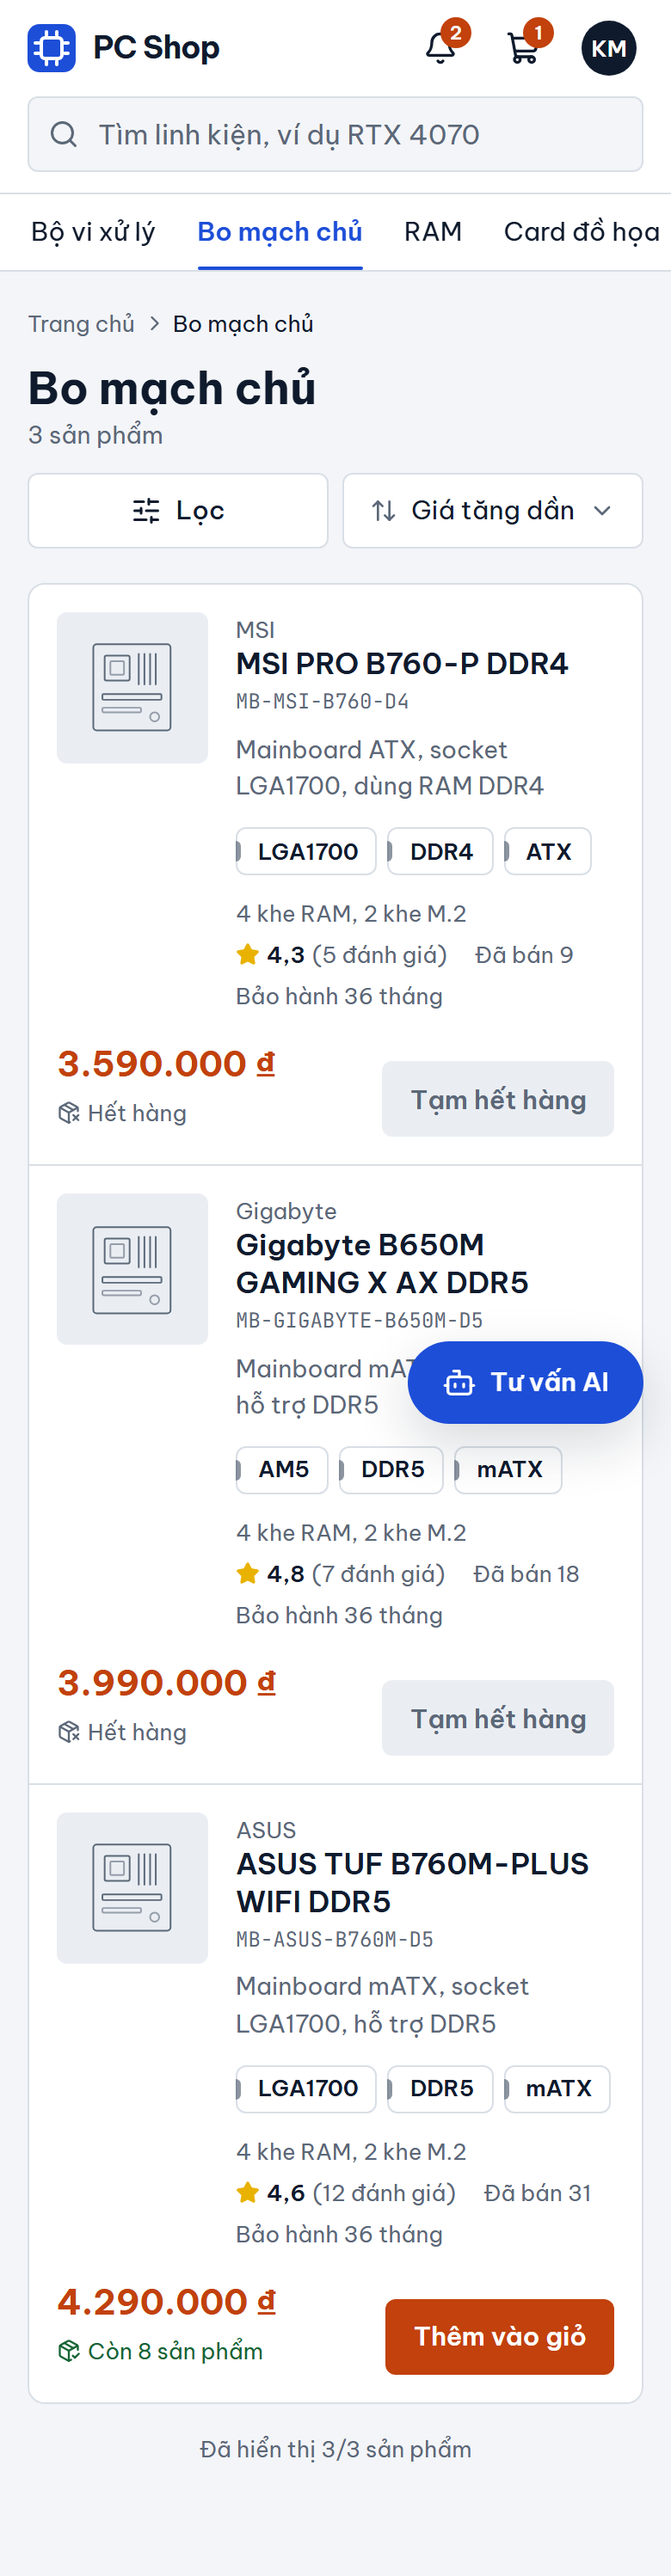 PC Shop
2
1
KM
Tìm linh kiện, ví dụ RTX 4070
Bộ vi xử lý
Bo mạch chủ
RAM
Card đồ họa
Trang chủ
Bo mạch chủ
Bo mạch chủ
3 sản phẩm
Lọc
Giá tăng dần
MSI
MSI PRO B760-P DDR4
MB-MSI-B760-D4
Mainboard ATX, socket
LGA1700, dùng RAM DDR4
LGA1700
DDR4
ATX
4 khe RAM, 2 khe M.2
4,3 (5 đánh giá) Đã bán 9
Bảo hành 36 tháng
3.590.000 ₫
Hết hàng
Tạm hết hàng
Gigabyte
Gigabyte B650M
GAMING X AX DDR5
MB-GIGABYTE-B650M-D5
Mainboard
hỗ trợ DDR5
Tư vấn AI
AM5
DDR5
mATX
4 khe RAM, 2 khe M.2
4,8 (7 đánh giá) Đã bán 18
Bảo hành 36 tháng
3.990.000 ₫
Hết hàng
Tạm hết hàng
ASUS
ASUS TUF B760M-PLUS
WIFI DDR5
MB-ASUS-B760M-D5
Mainboard mATX, socket
LGA1700, hỗ trợ DDR5
LGA1700
DDR5
mATX
4 khe RAM, 2 khe M.2
4,6 (12 đánh giá) Đã bán 31
Bảo hành 36 tháng
4.290.000 ₫
Còn 8 sản phẩm
Thêm vào giỏ
Đã hiển thị 3/3 sản phẩm